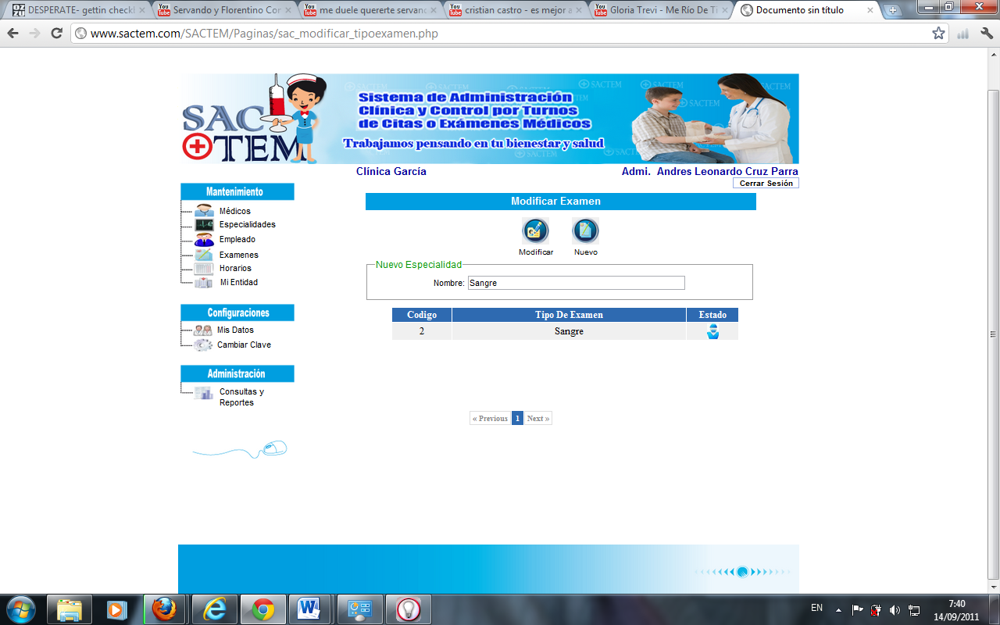 DESPERATE- gettin checkl
Servando y Florentino Cor
me duele quererte servanc
cristian castro - es mejor a
Gloria Trevi - Me Río De Ti
Documento sin título
www.sactem.com/SACTEM/Paginas/sac_modificar_tipoexamen.php
SAC
TEM
Sistema de Administración
Clínica y Control por Turnos
de Citas o Exámenes Médicos
Trabajamos pensando en tu bienestar y salud
SACTEM
SACTEM
SACTEM
SACTEM
Clínica García
Admi. Andres Leonardo Cruz Parra
Cerrar Sesión
Mantenimiento
Médicos
Especialidades
Empleado
Examenes
Horarios
Mi Entidad
Configuraciones
Mis Datos
Cambiar Clave
Administración
Consultas y
Reportes
Modificar Examen
Modificar Nuevo
Nuevo Especialidad
Nombre: Sangre
Codigo Tipo De Examen Estado
2 Sangre
« Previous 1 Next »
EN
7:40
14/09/2011